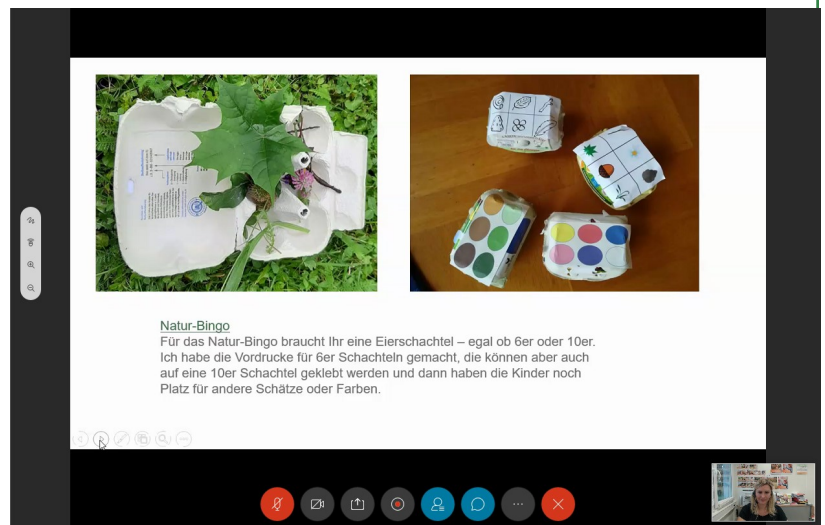 Natur-Bingo
Für das Natur-Bingo braucht Ihr eine Eierschachtel – egal ob 6er oder 10er.
Ich habe die Vordrucke für 6er Schachteln gemacht, die können aber auch
auf eine 10er Schachtel geklebt werden und dann haben die Kinder noch
Platz für andere Schätze oder Farben.